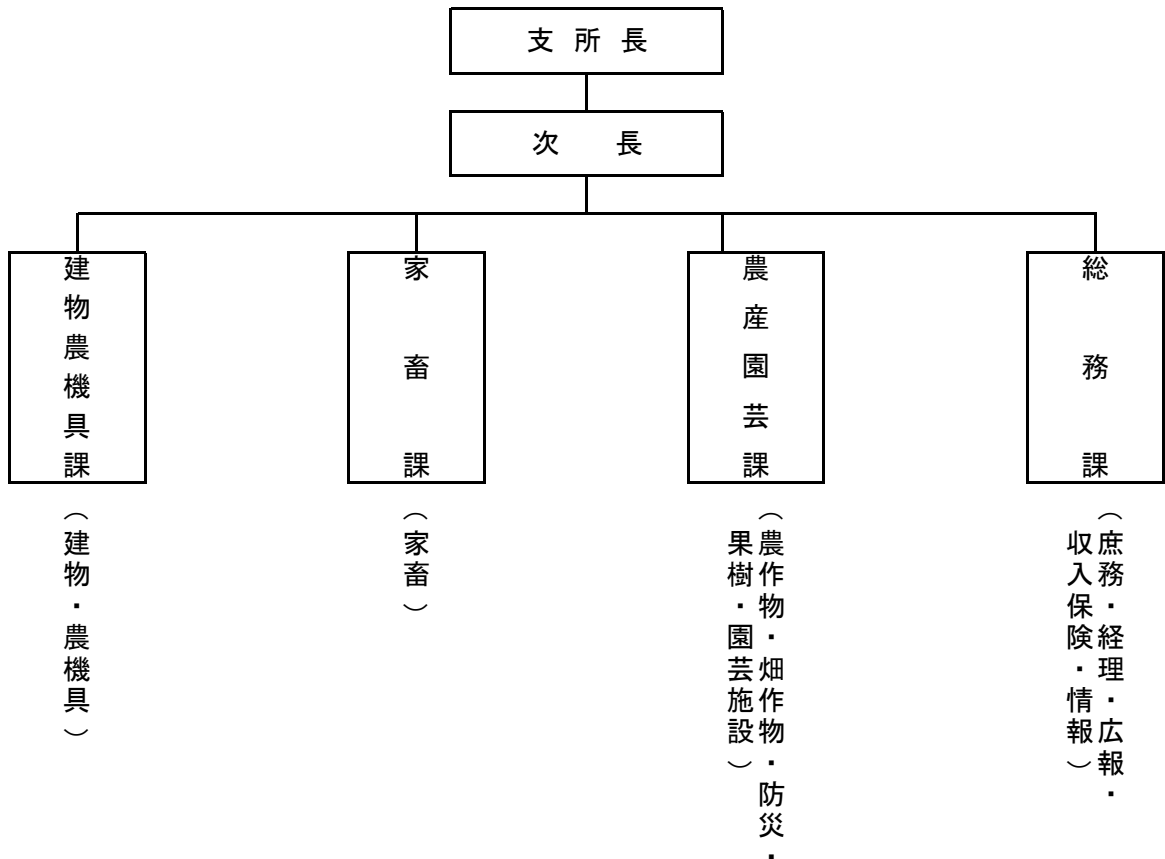 支所長
次長
総務課
(庶務・経理・広報・
収入保険・情報)
農産園芸課
(農作物・畑作物・防災・
果樹・園芸施設)
家畜課
(家畜)
建物農機具課
(建物・農機具)